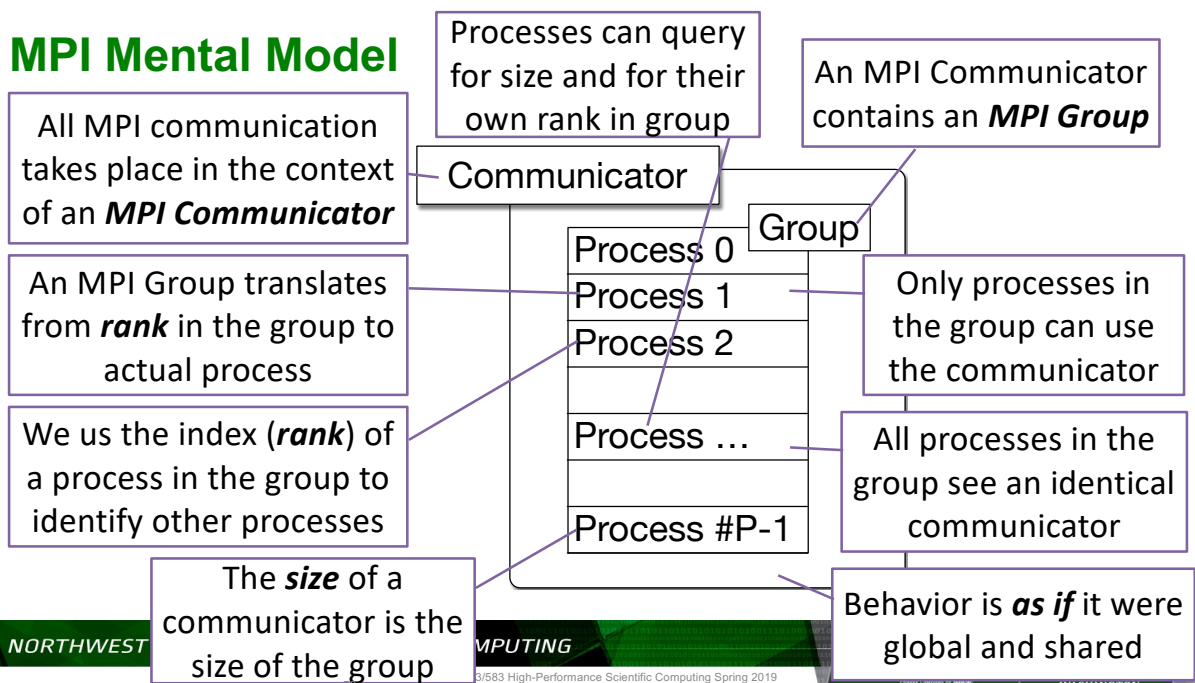 MPI Mental Model
Processes can query
for size and for their
own rank in group
An MPI Communicator
contains an MPI Group
All MPI communication
takes place in the context
of an MPI Communicator
Communicator
Group
Process 0
Process 1
Process 2
Process ...
Process #P-1
An MPI Group translates
from rank in the group to
actual process
Only processes in
the group can use
the communicator
We us the index (rank) of
a process in the group to
identify other processes
All processes in the
group see an identical
communicator
The size of a
communicator is the
size of the group
Behavior is as if it were
global and shared
NORTHWEST
MPUTING
3/583 High-Performance Scientific Computing Spring 2019